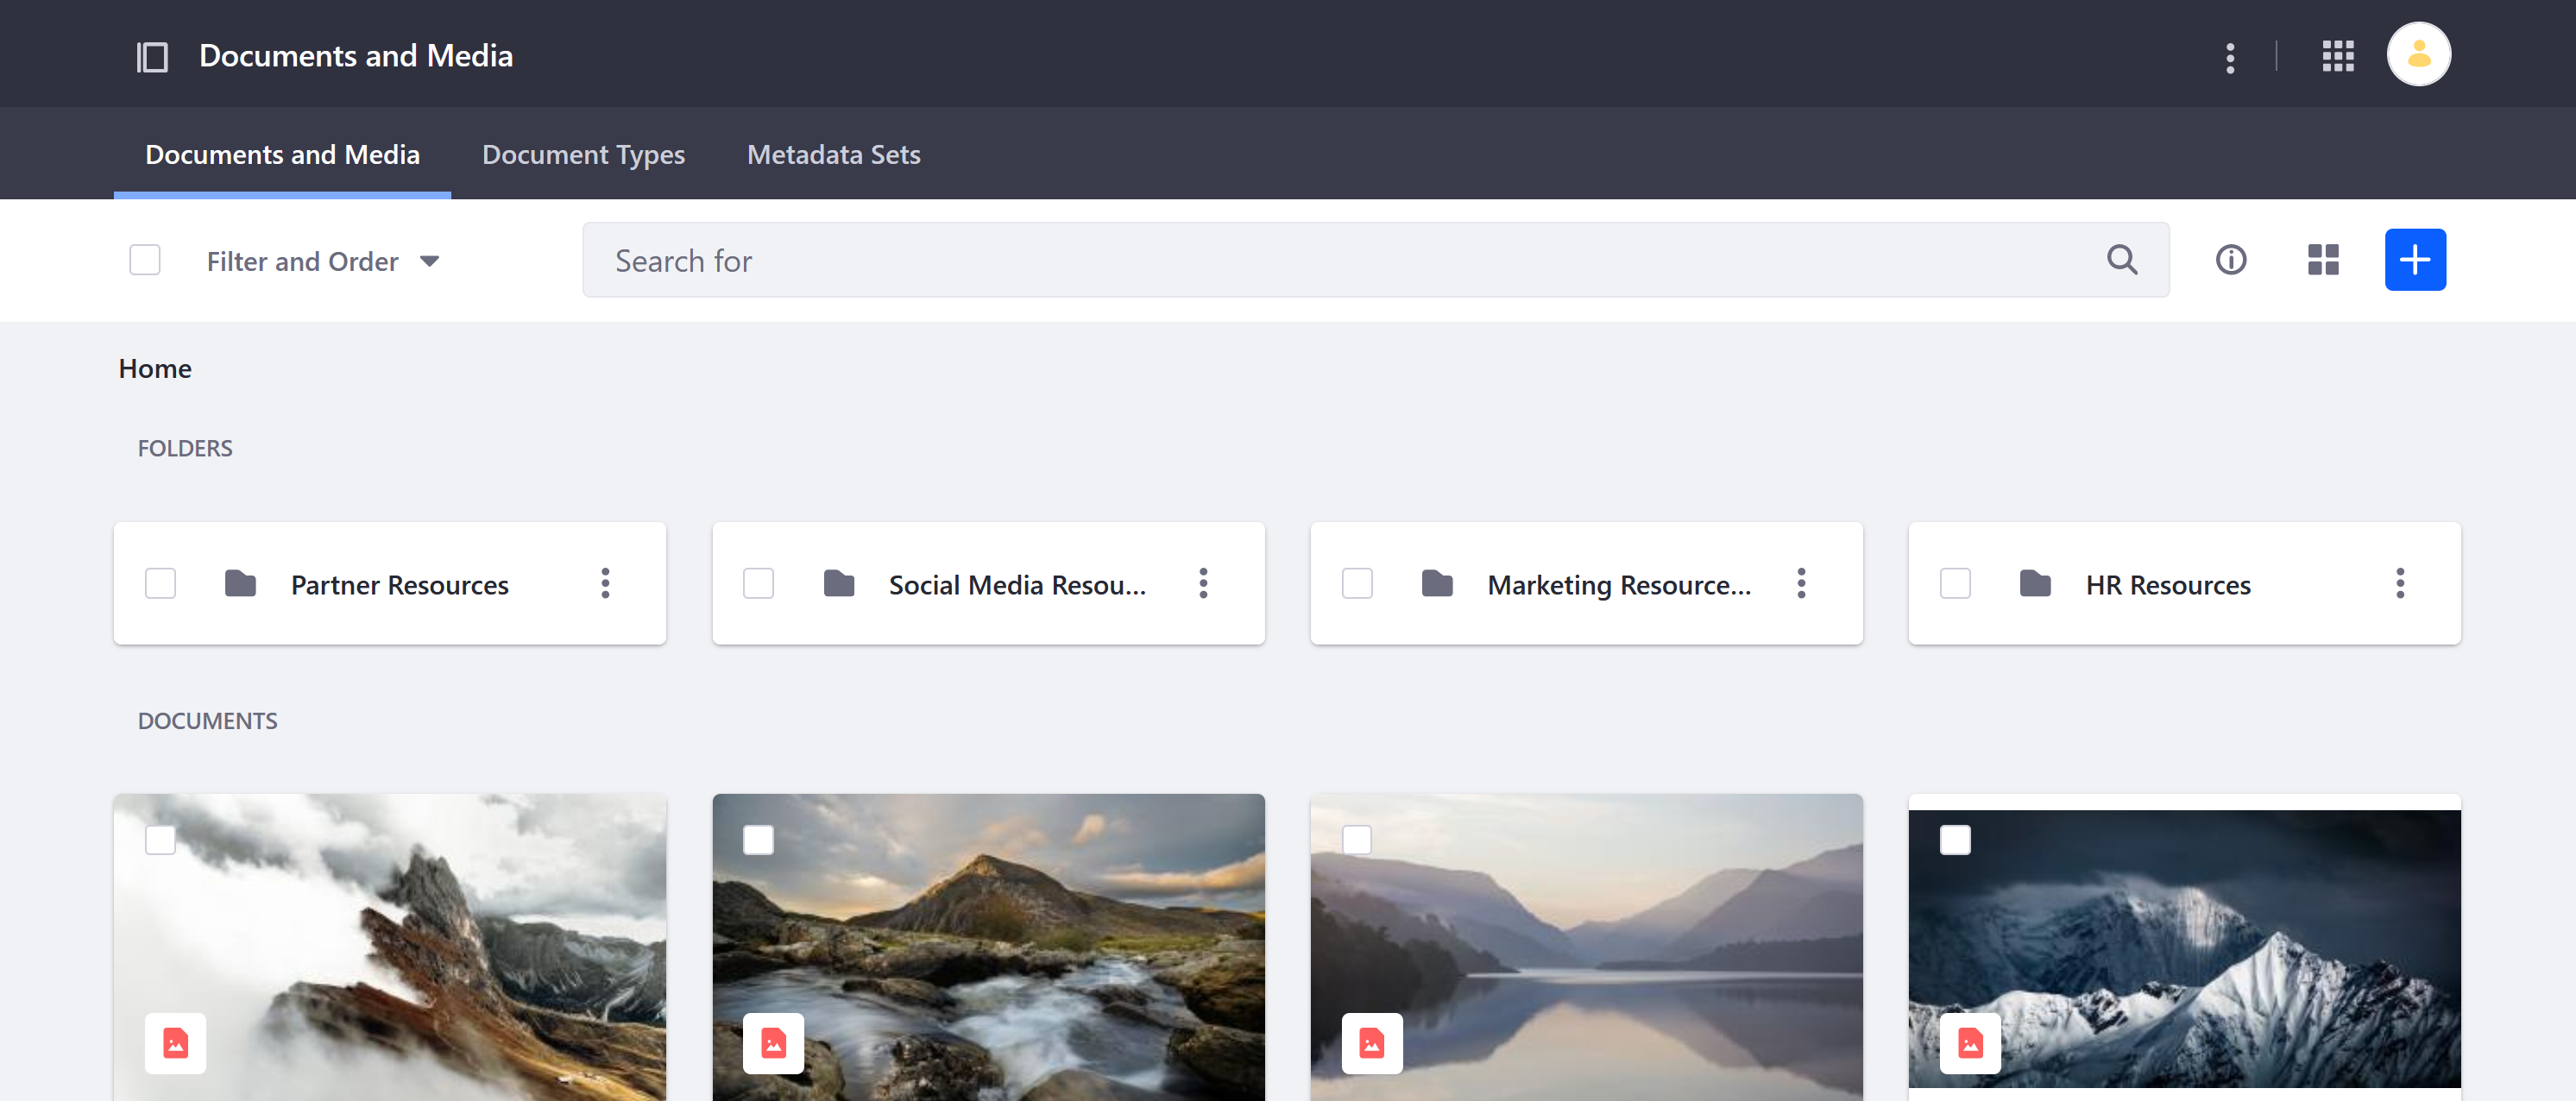 Documents and Media
Documents and Media Document Types Metadata Sets
Filter and Order Search for
Home
FOLDERS
Partner Resources Social Media Resou... Marketing Resource... HR Resources
DOCUMENTS